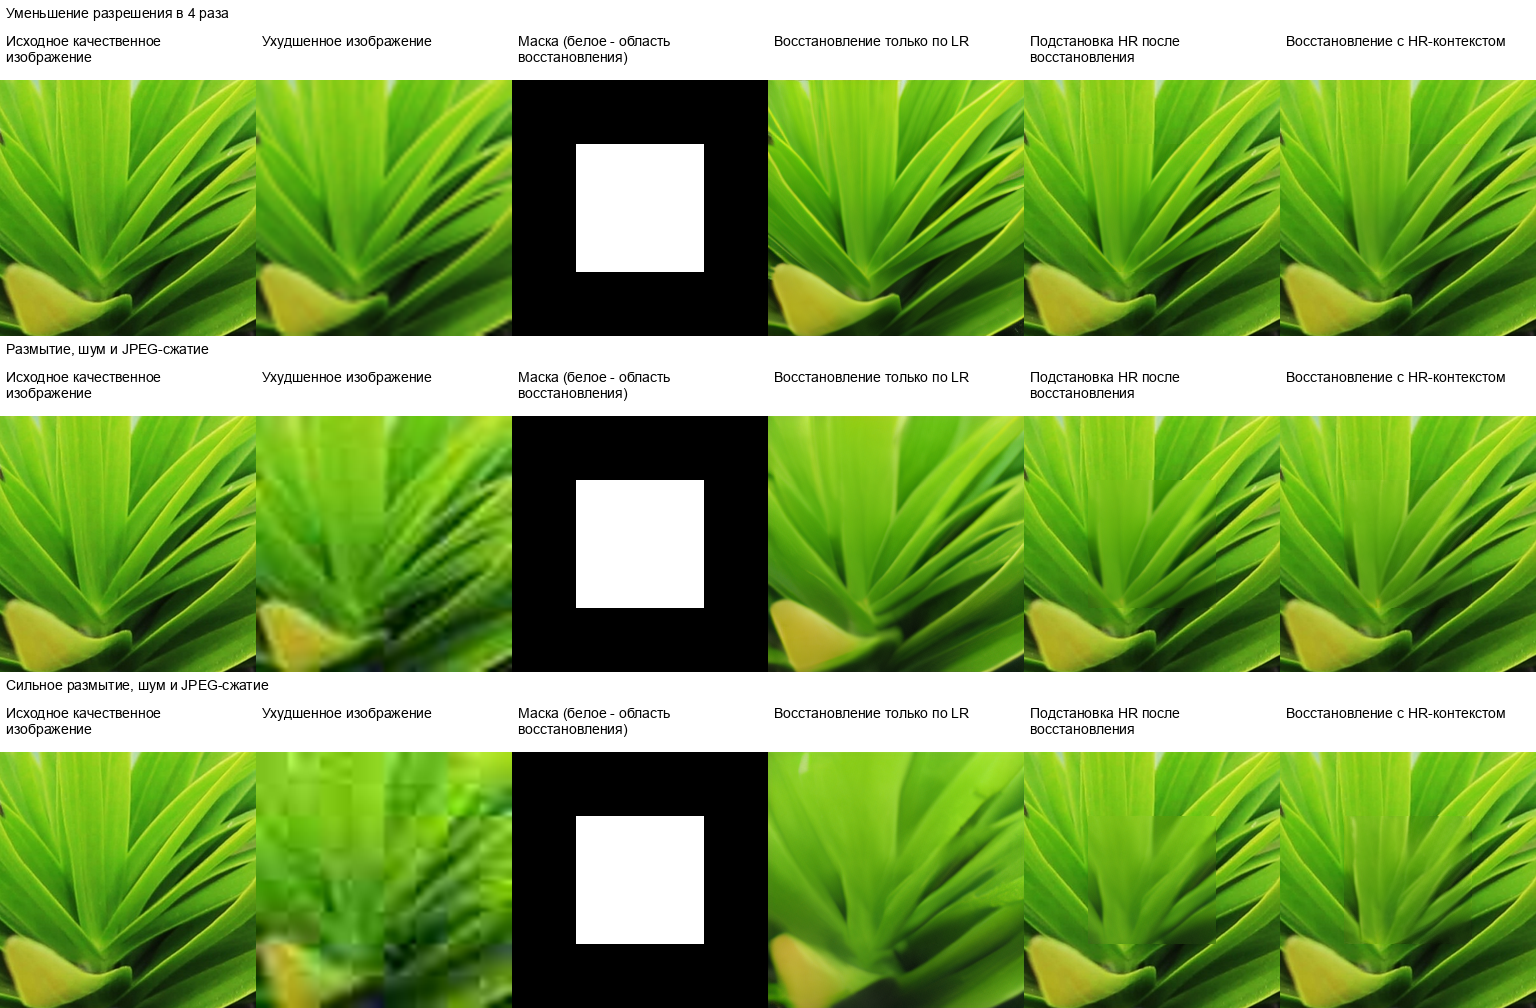 Уменьшение разрешения в 4 раза
Исходное качественное
изображение
Ухудшенное изображение
Маска (белое - область
восстановления)
Восстановление только по LR
Подстановка HR после
восстановления
Восстановление с HR-контекстом
Размытие, шум и JPEG-сжатие
Исходное качественное
изображение
Ухудшенное изображение
Маска (белое - область
восстановления)
Восстановление только по LR
Подстановка HR после
восстановления
Восстановление с HR-контекстом
Сильное размытие, шум и JPEG-сжатие
Исходное качественное
изображение
Ухудшенное изображение
Маска (белое - область
восстановления)
Восстановление только по LR
Подстановка HR после
восстановления
Восстановление с HR-контекстом